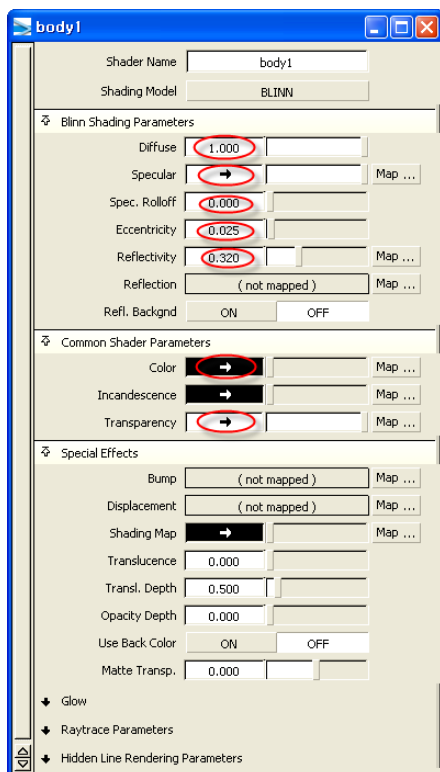 body1
Shader Name body1
Shading Model BLINN
Blinn Shading Parameters
Diffuse 1.000
Specular Map ...
Spec. Rolloff 0.000
Eccentricity 0.025
Reflectivity 0.320 Map ...
Reflection ( not mapped ) Map ...
Refl. Backgnd ON OFF
Common Shader Parameters
Color Map ...
Incandescence Map ...
Transparency Map ...
Special Effects
Bump ( not mapped ) Map ...
Displacement ( not mapped ) Map ...
Shading Map Map ...
Translucence 0.000
Transl. Depth 0.500
Opacity Depth 0.000
Use Back Color ON OFF
Matte Transp. 0.000
Glow
Raytrace Parameters
Hidden Line Rendering Parameters